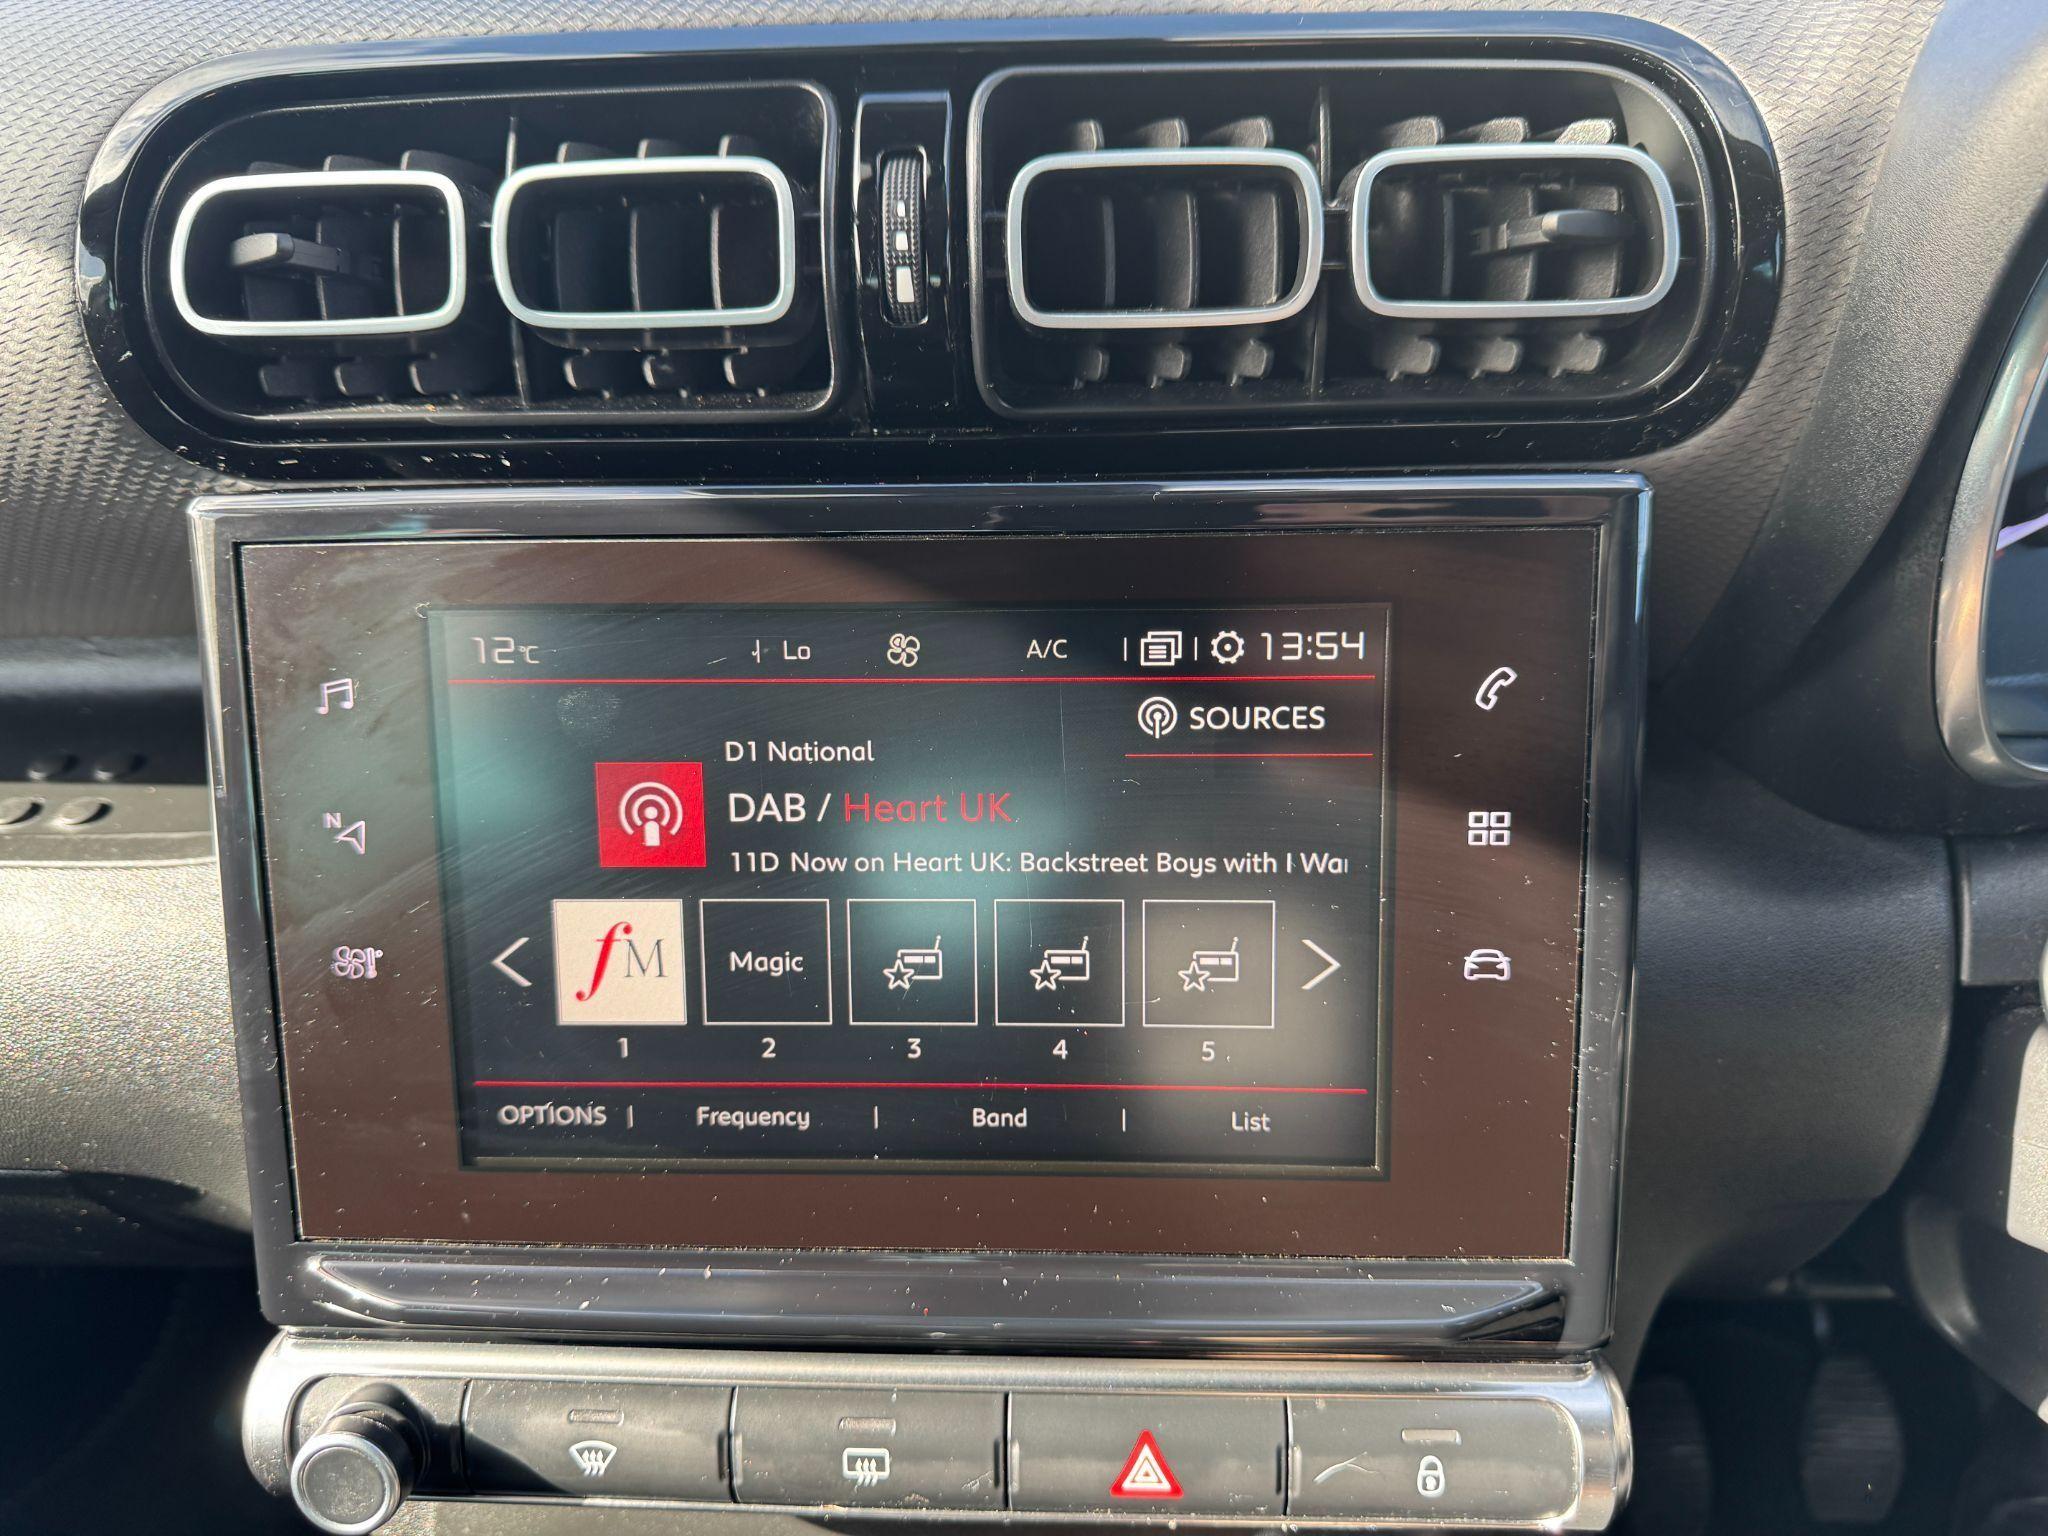 12°C Lo A/C 13:54
SOURCES
D1 National
DAB / Heart UK
11D Now on Heart UK: Backstreet Boys with I Wa
N
fM Magic
1 2 3 4 5
OPTIONS | Frequency | Band | List